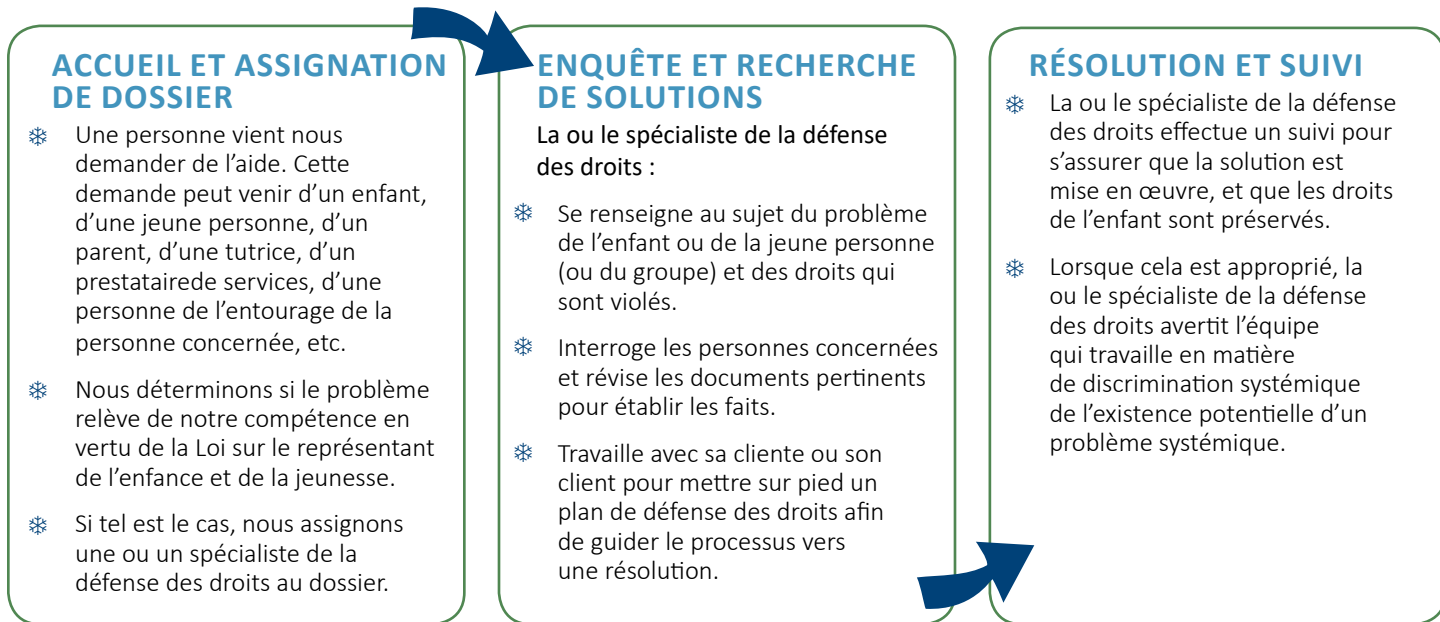 ACCUEIL ET ASSIGNATION
DE DOSSIER
Une personne vient nous
demander de l’aide. Cette
demande peut venir d’un enfant,
d’une jeune personne, d’un
parent, d’une tutrice, d’un
prestatairede services, d’une
personne de l’entourage de la
personne concernée, etc.
Nous déterminons si le problème
relève de notre compétence en
vertu de la Loi sur le représentant
de l’enfance et de la jeunesse.
Si tel est le cas, nous assignons
une ou un spécialiste de la
défense des droits au dossier.
ENQUÊTE ET RECHERCHE
DE SOLUTIONS
La ou le spécialiste de la défense
des droits :
Se renseigne au sujet du problème
de l’enfant ou de la jeune personne
(ou du groupe) et des droits qui
sont violés.
Interroge les personnes concernées
et révise les documents pertinents
pour établir les faits.
Travaille avec sa cliente ou son
client pour mettre sur pied un
plan de défense des droits afin
de guider le processus vers
une résolution.
RÉSOLUTION ET SUIVI
La ou le spécialiste de la défense
des droits effectue un suivi pour
s’assurer que la solution est
mise en œuvre, et que les droits
de l’enfant sont préservés.
Lorsque cela est approprié, la
ou le spécialiste de la défense
des droits avertit l’équipe
qui travaille en matière
de discrimination systémique
de l’existence potentielle d’un
problème systémique.